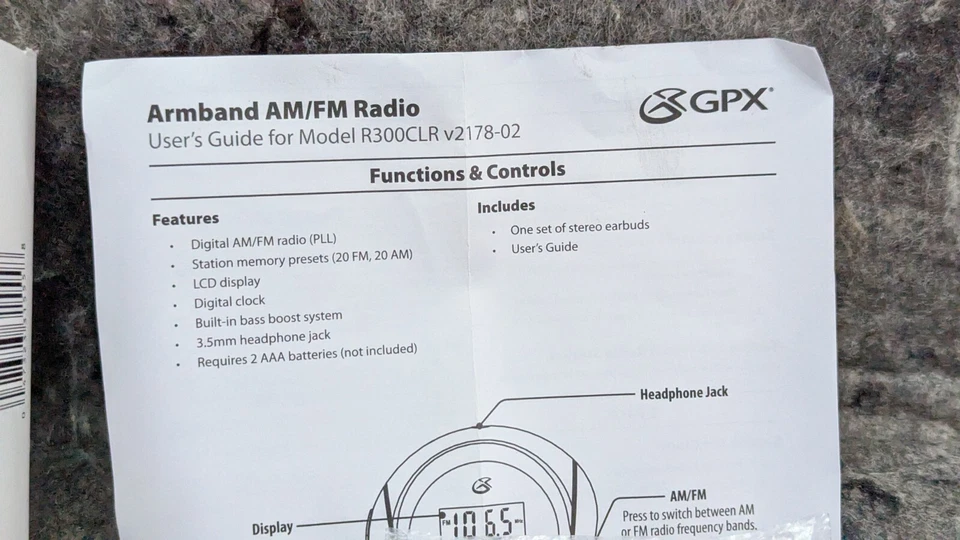 Armband AM/FM Radio
User's Guide for Model R300CLR v2178-02
GPX®
Functions & Controls
Features
• Digital AM/FM radio (PLL)
• Station memory presets (20 FM, 20 AM)
• LCD display
• Digital clock
• Built-in bass boost system
• 3.5mm headphone jack
• Requires 2 AAA batteries (not included)
Includes
• One set of stereo earbuds
• User's Guide
Headphone Jack
AM/FM
Press to switch between AM
or FM radio frequency bands.
Display
FM 106.5 MHz